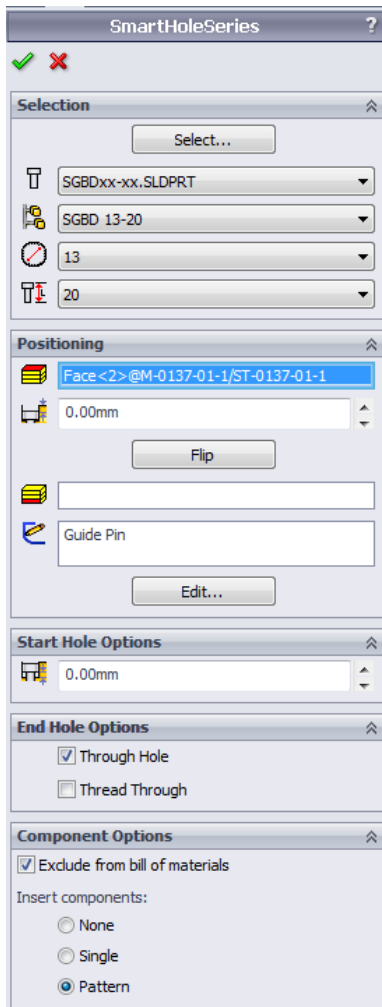 SmartHoleSeries ?
Selection
Select...
SGBDxx-xx.SLDPRT
SGBD 13-20
13
20
Positioning
Face<2>@M-0137-01-1/ST-0137-01-1
0.00mm
Flip
Guide Pin
Edit...
Start Hole Options
0.00mm
End Hole Options
Through Hole
Thread Through
Component Options
Exclude from bill of materials
Insert components:
None
Single
Pattern